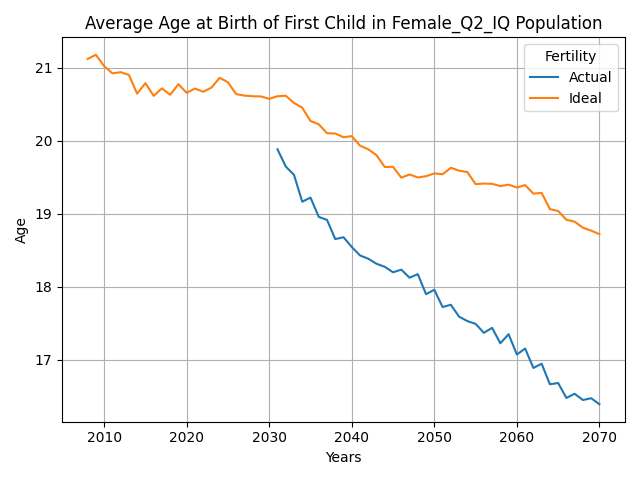 Average Age at Birth of First Child in Female_Q2_IQ Population
Fertility
Actual
Ideal
Age
21
20
19
18
17
2010 2020 2030 2040 2050 2060 2070
Years